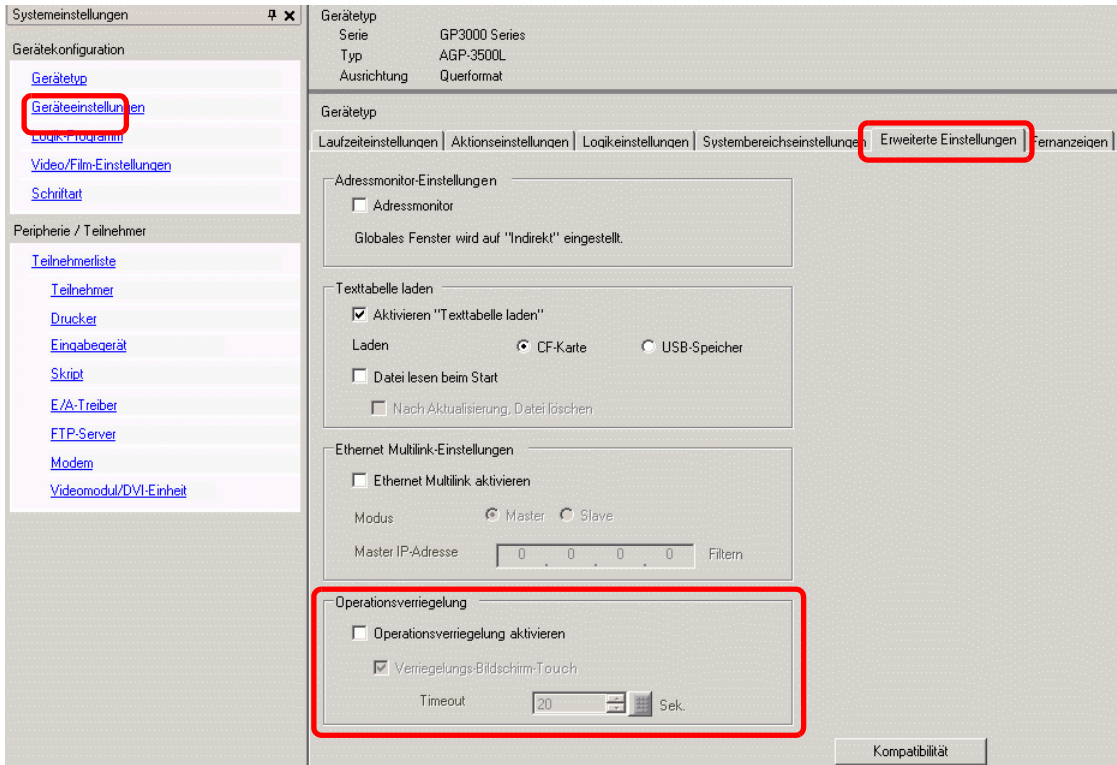 Systemeinstellungen
Gerätekonfiguration
Gerätetyp
Geräteeinstellungen
Logik-Programm
Video/Film-Einstellungen
Schriftart
Peripherie / Teilnehmer
Teilnehmerliste
Teilnehmer
Drucker
Eingabegerät
Skript
E/A-Treiber
FTP-Server
Modem
Videomodul/DVI-Einheit
Gerätetyp
Serie GP3000 Series
Typ AGP-3500L
Ausrichtung Querformat
Gerätetyp
Laufzeiteinstellungen Aktionseinstellungen Logikeinstellungen Systembereichseinstellungen Erweiterte Einstellungen Fernanzeigen
Adressmonitor-Einstellungen
Adressmonitor
Globales Fenster wird auf "Indirekt" eingestellt.
Texttabelle laden
Aktivieren "Texttabelle laden"
Laden CF-Karte USB-Speicher
Datei lesen beim Start
Nach Aktualisierung, Datei löschen
Ethernet Multilink-Einstellungen
Ethernet Multilink aktivieren
Modus Master Slave
Master IP-Adresse 0 . 0 . 0 . 0 Filtern
Operationsverriegelung
Operationsverriegelung aktivieren
Verriegelungs-Bildschirm-Touch
Timeout 20 Sek.
Kompatibilität